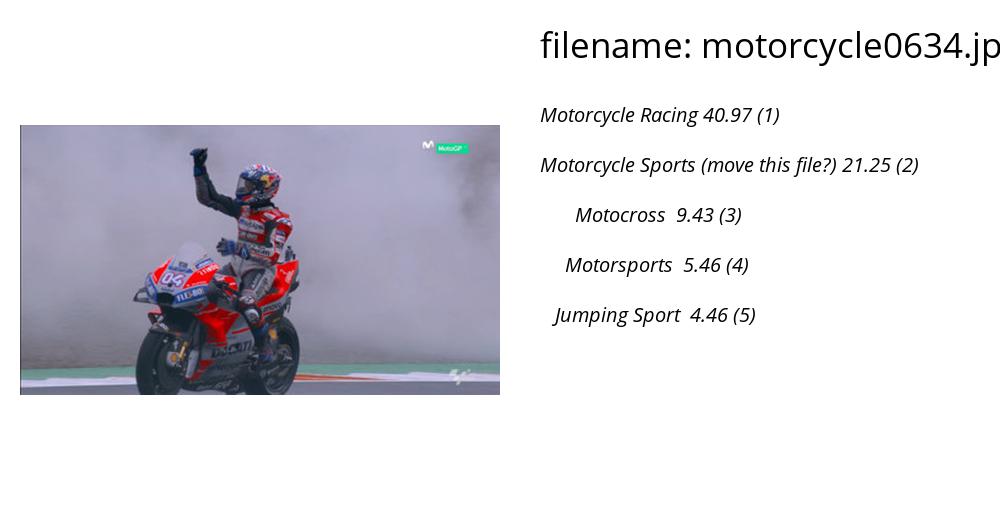 filename: motorcycle0634.jp
Motorcycle Racing 40.97 (1)
Motorcycle Sports (move this file?) 21.25 (2)
Motocross 9.43 (3)
Motorsports 5.46 (4)
Jumping Sport 4.46 (5)
MotoGP
04
DUCATI